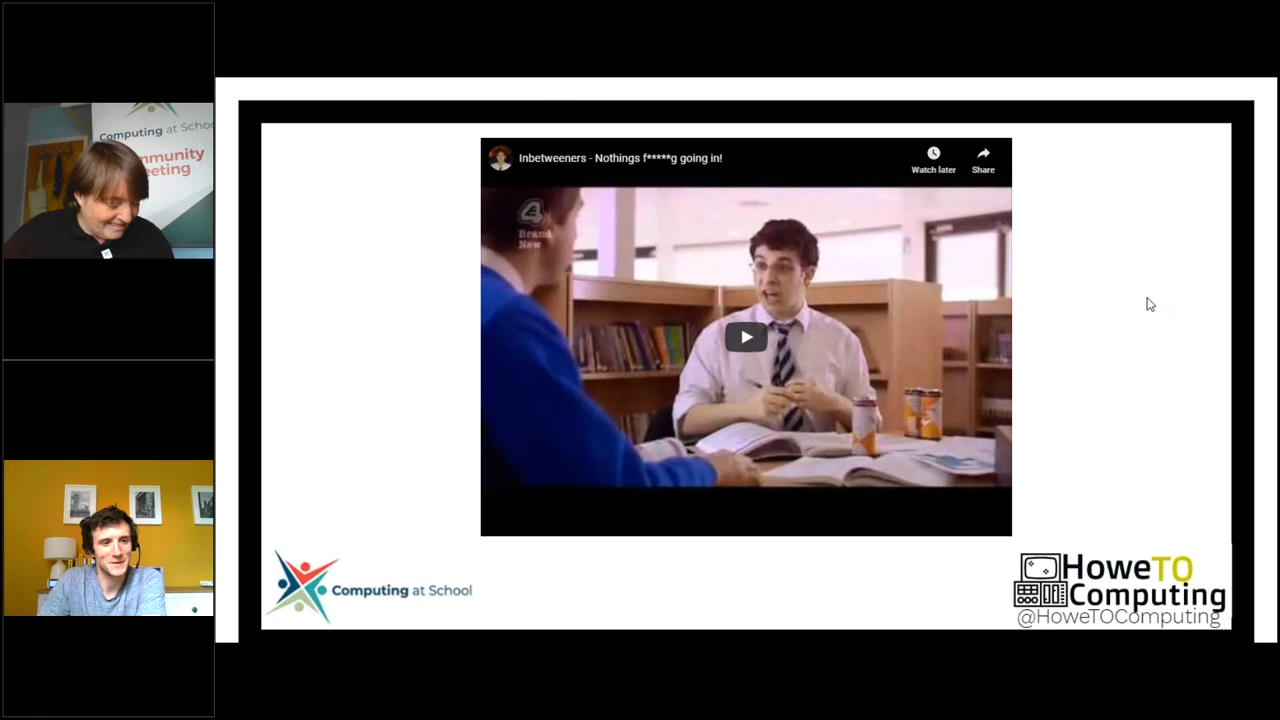 Computing at Schoo
mmunity
eeting
Inbetweeners - Nothings f*****g going in!
Watch later
Share
4
Brand
New
Computing at School
HoweTO
Computing
@HoweTOComputing